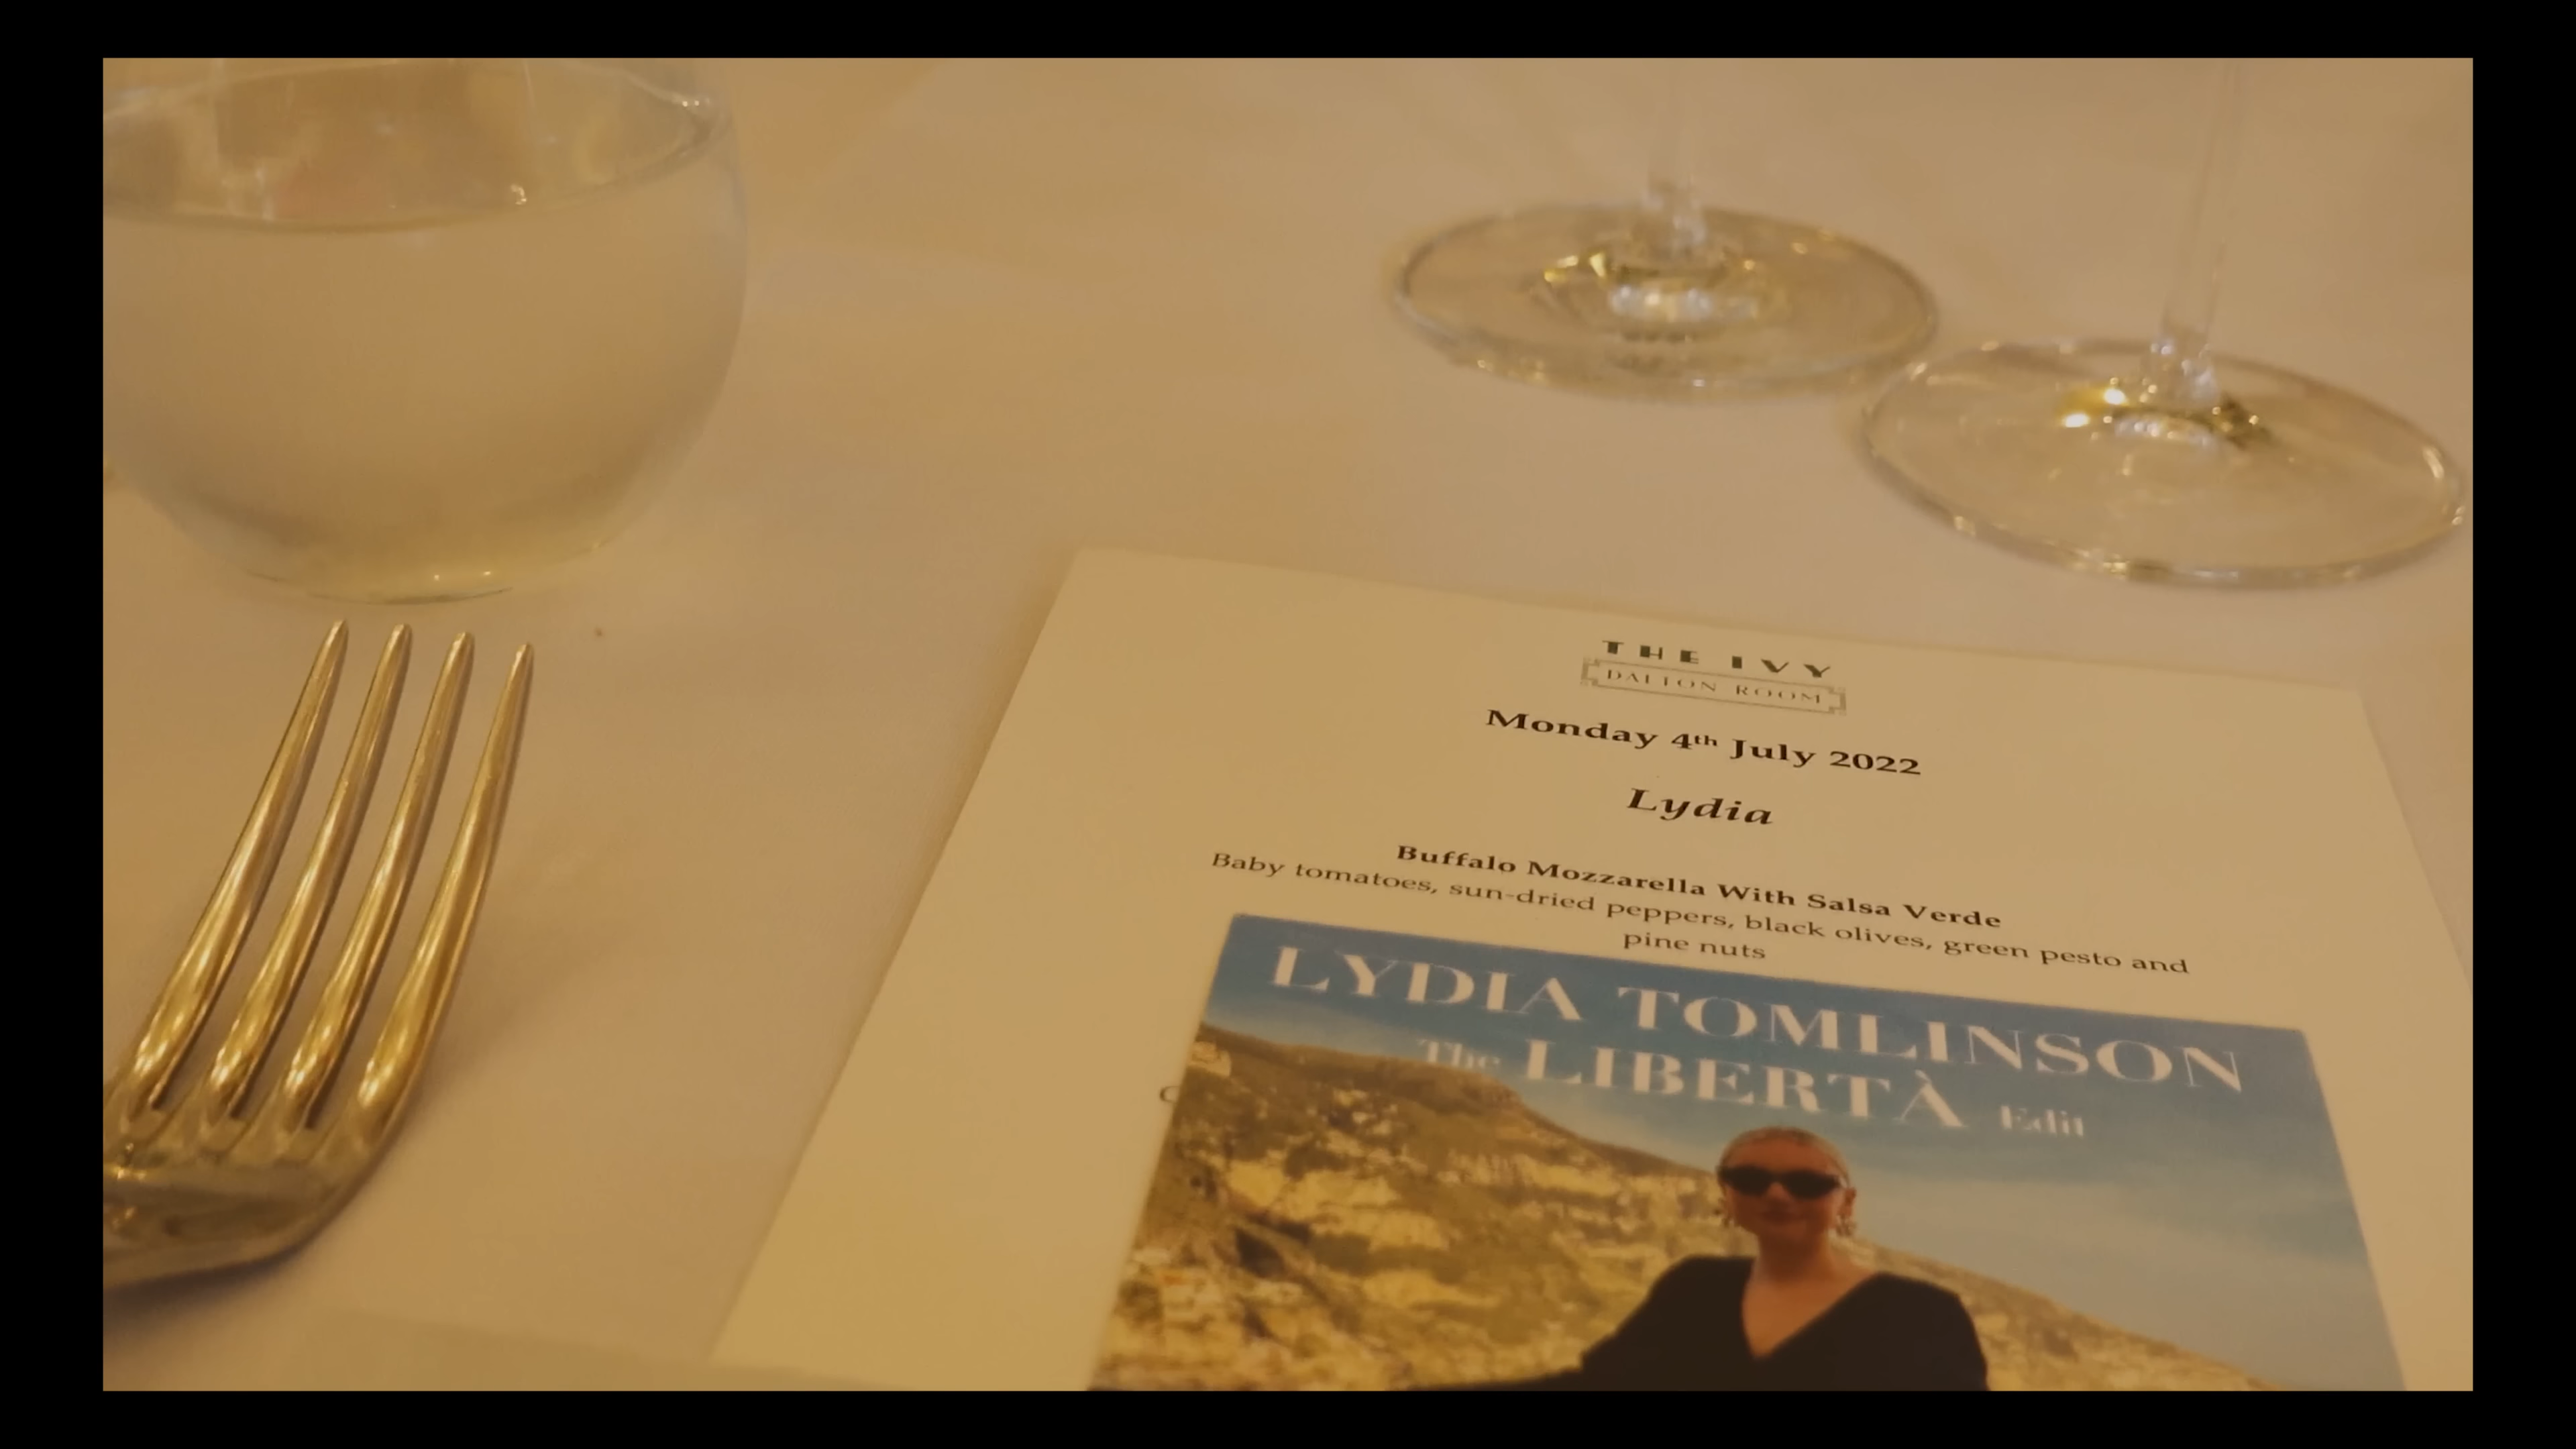 THE IVY
DALTON ROOM
Monday 4th July 2022
Lydia
Buffalo Mozzarella With Salsa Verde
Baby tomatoes, sun-dried peppers, black olives, green pesto and
pine nuts
LYDIA TOMLINSON
The LIBERTÀ Edit